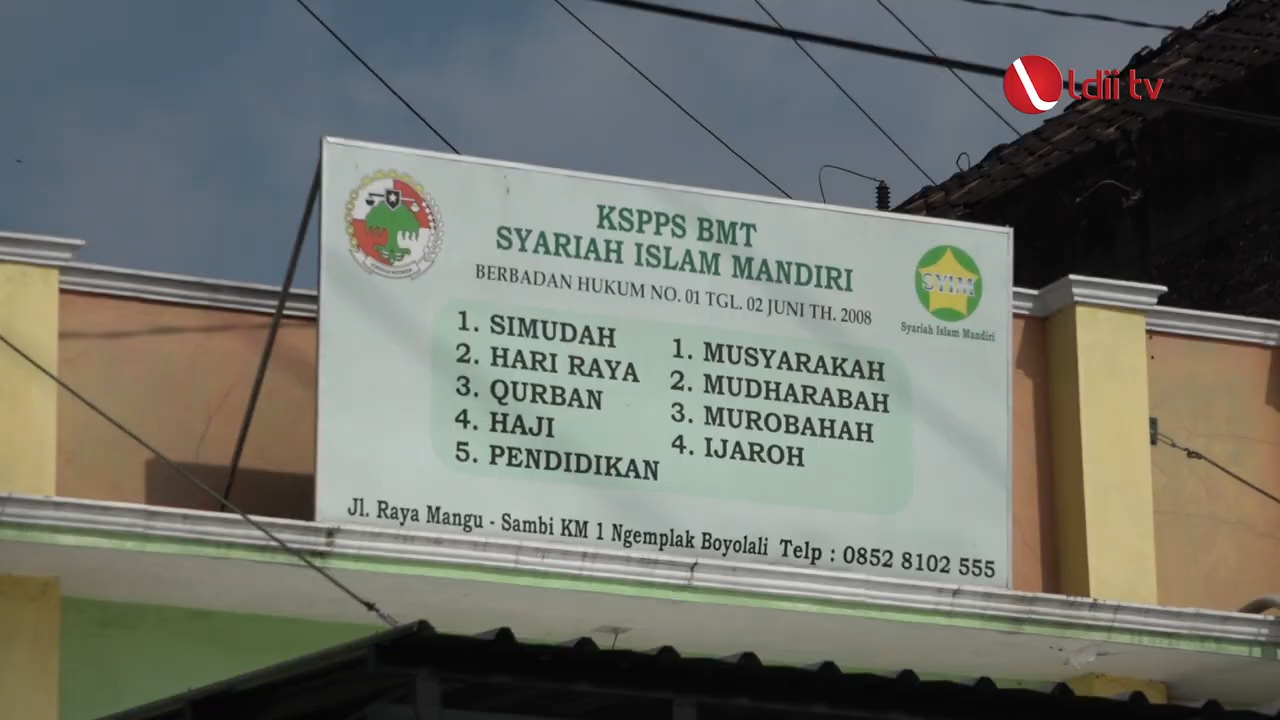 ldii tv
KSPPS BMT
SYARIAH ISLAM MANDIRI
BERBADAN HUKUM NO. 01 TGL. 02 JUNI TH. 2008
SYIM
Syariah Islam Mandiri
1. SIMUDAH
2. HARI RAYA
3. QURBAN
4. HAJI
5. PENDIDIKAN
1. MUSYARAKAH
2. MUDHARABAH
3. MUROBAHAH
4. IJAROH
Jl. Raya Mangu - Sambi KM 1 Ngemplak Boyolali Telp : 0852 8102 555